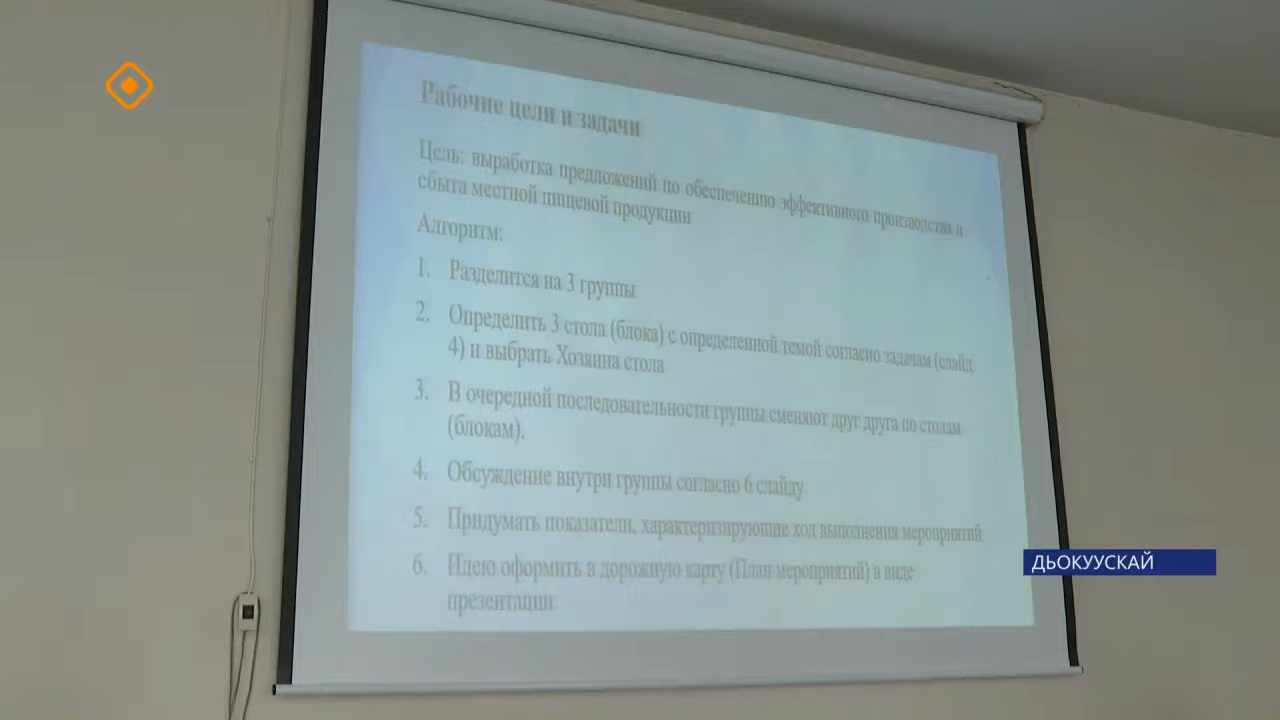 Рабочие цели и задачи
Цель: выработка предложений по обеспечению эффективного производства и
сбыта местной пищевой продукции
Алгоритм:
1. Разделится на 3 группы
2. Определить 3 стола (блока) с определенной темой согласно задачам (слайд
4) и выбрать Хозяина стола
3. В очередной последовательности группы сменяют друг друга по столам
(блокам).
4. Обсуждение внутри группы согласно 6 слайду
5. Придумать показатели, характеризирующие ход выполнения мероприятий
6. Идею оформить в дорожную карту (План мероприятий) в виде
презентации
ДЬОКУУСКАЙ